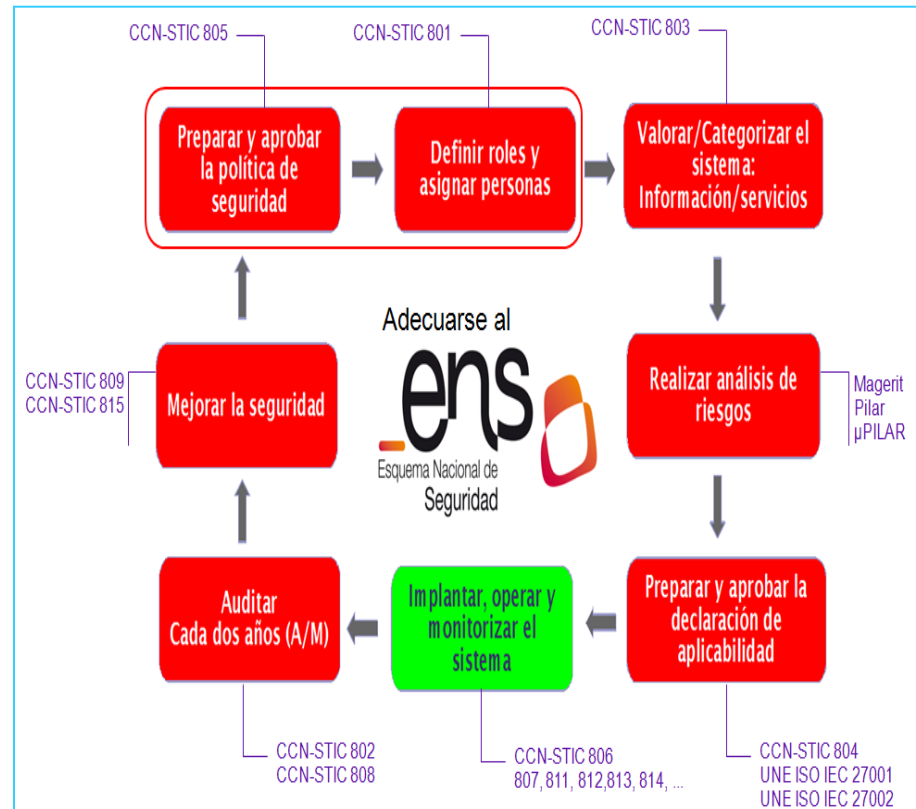 CCN-STIC 805
CCN-STIC 801
CCN-STIC 803
Preparar y aprobar
la política de
seguridad
Definir roles y
asignar personas
Valorar/Categorizar el
sistema:
Información/servicios
Adecuarse al
_ens
Esquema Nacional de
Seguridad
CCN-STIC 809
CCN-STIC 815
Mejorar la seguridad
Realizar análisis de
riesgos
Magerit
Pilar
µPILAR
Auditar
Cada dos años (A/M)
Implantar, operar y
monitorizar el
sistema
Preparar y aprobar la
declaración de
aplicabilidad
CCN-STIC 802
CCN-STIC 808
CCN-STIC 806
807, 811, 812,813, 814, ...
CCN-STIC 804
UNE ISO IEC 27001
UNE ISO IEC 27002